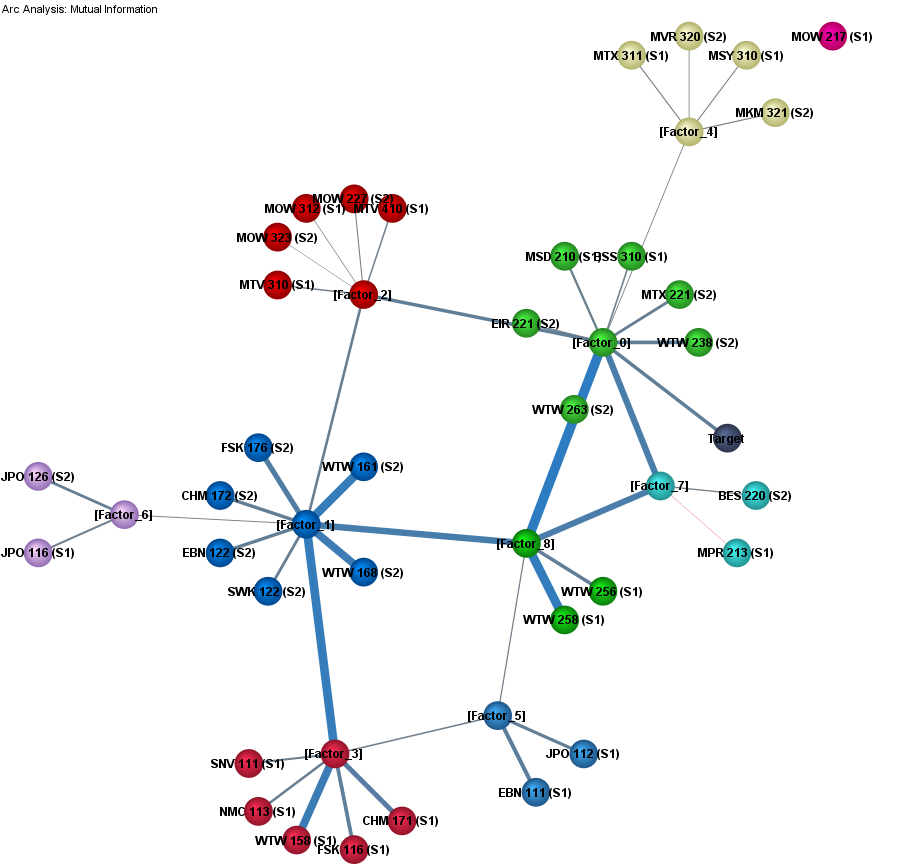 Arc Analysis: Mutual Information
MVR 320 (S2)
MOW 217 (S1)
MTX 311 (S1)
MSY 310 (S1)
MKM 321 (S2)
[Factor_4]
MOW 227 (S2)
MOW 312 (S1)
MTV 410 (S1)
MOW 323 (S2)
MSD 210 (S1)
BSS 310 (S1)
MTV 310 (S1)
[Factor_2]
MTX 221 (S2)
EIR 221 (S2)
[Factor_0]
WTW 238 (S2)
WTW 263 (S2)
Target
FSK 176 (S2)
WTW 161 (S2)
JPO 126 (S2)
[Factor_7]
CHM 172 (S2)
BES 220 (S2)
[Factor_6]
[Factor_1]
[Factor_8]
JPO 116 (S1)
EBN 122 (S2)
MPR 213 (S1)
WTW 168 (S2)
SWK 122 (S2)
WTW 256 (S1)
WTW 258 (S1)
[Factor_5]
[Factor_3]
JPO 112 (S1)
SNV 111 (S1)
EBN 111 (S1)
NMC 113 (S1)
CHM 171 (S1)
WTW 158 (S1)
FSK 116 (S1)